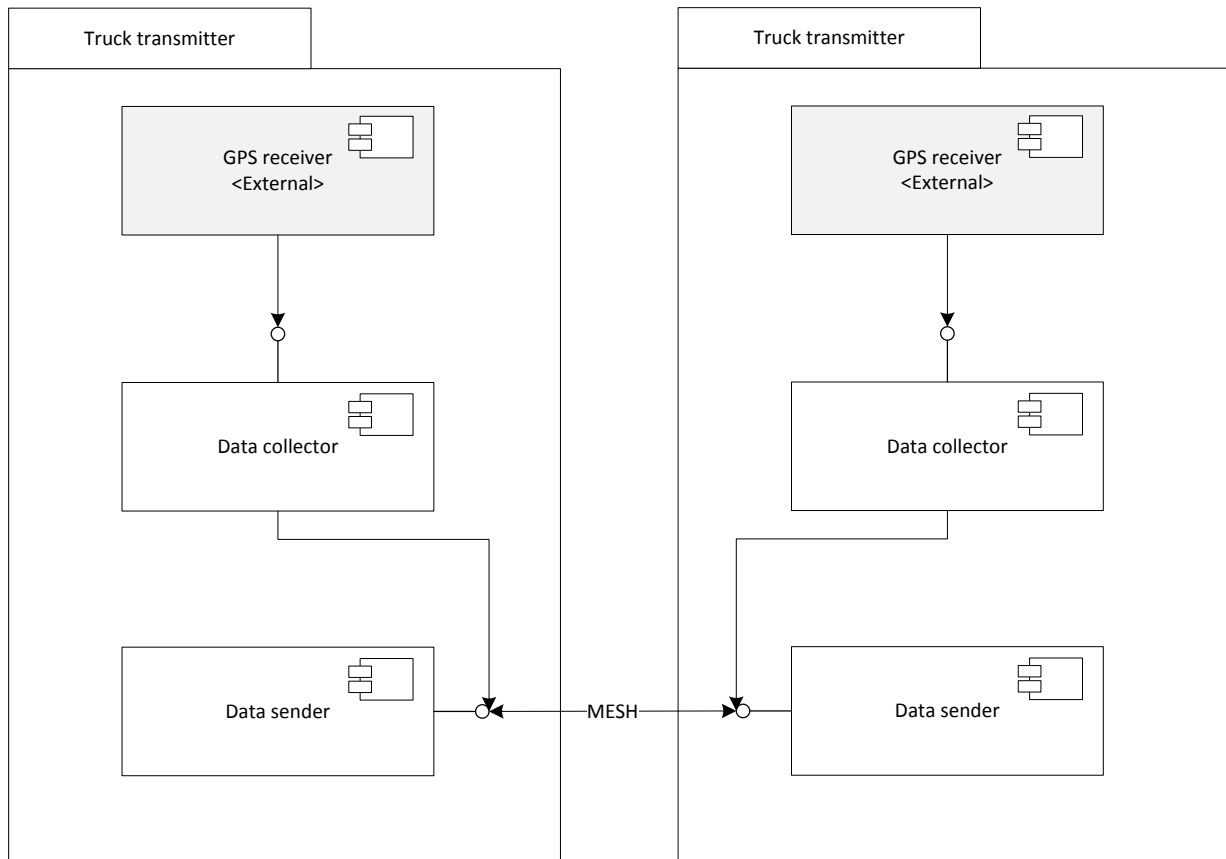 Truck transmitter
GPS receiver
<External>
Data collector
Data sender
MESH
Truck transmitter
GPS receiver
<External>
Data collector
Data sender